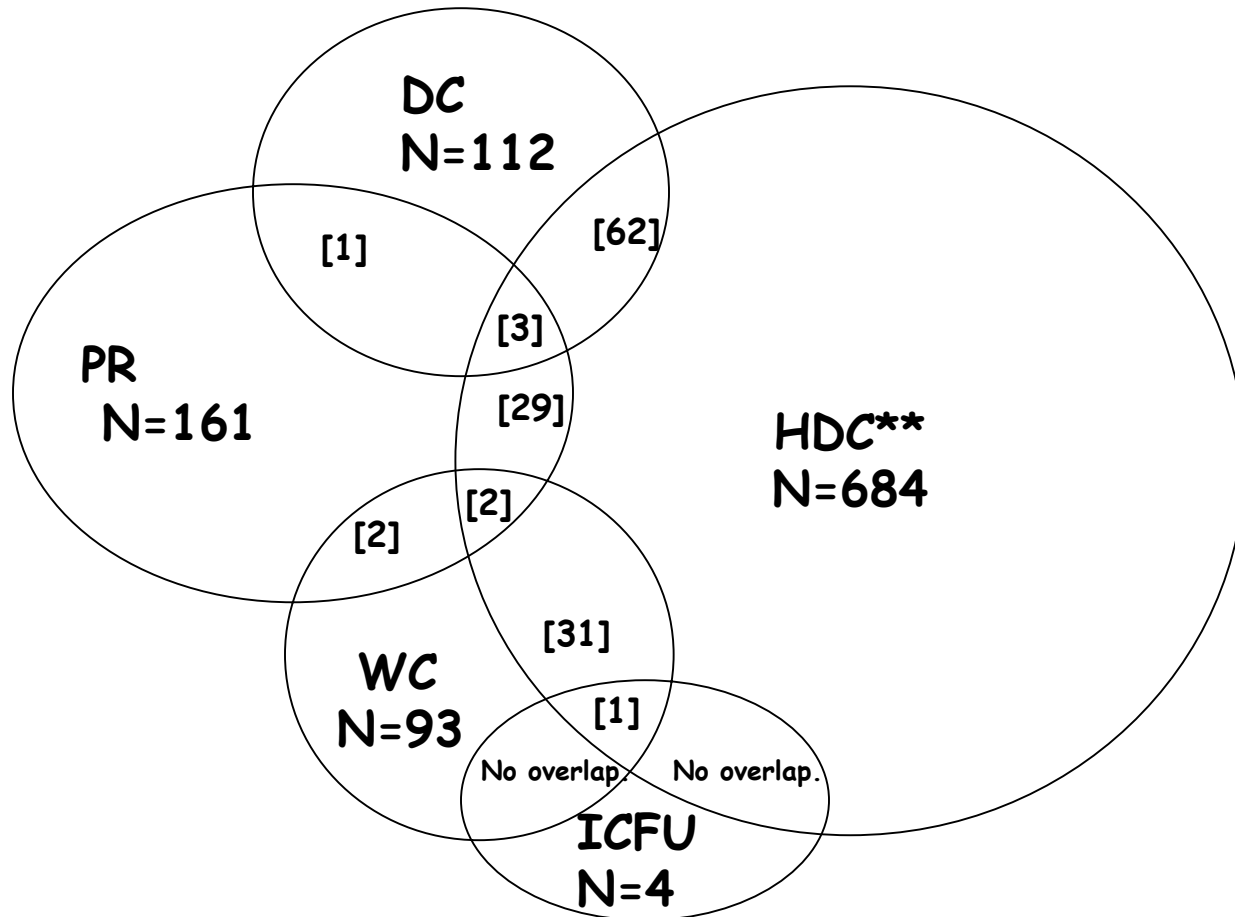 DC
N=112
[62]
[1]
[3]
PR
N=161
[29]
HDC**
N=684
[2]
[2]
[31]
WC
N=93
[1]
No overlap.
No overlap.
ICFU
N=4